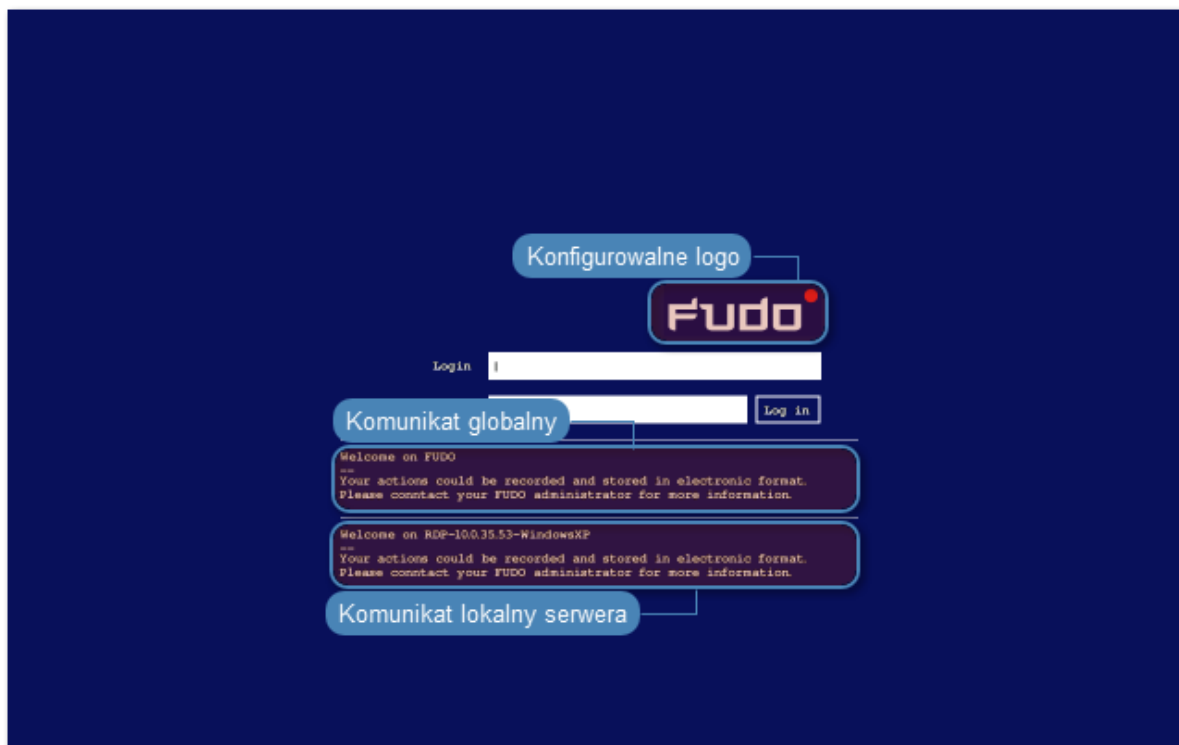 Konfigurowalne logo
FUDO
Login
Log in
Komunikat globalny
Welcome on FUDO
--
Your actions could be recorded and stored in electronic format.
Please conntact your FUDO administrator for more information.
Welcome on RDP-10.0.35.53-WindowsXP
--
Your actions could be recorded and stored in electronic format.
Please conntact your FUDO administrator for more information.
Komunikat lokalny serwera